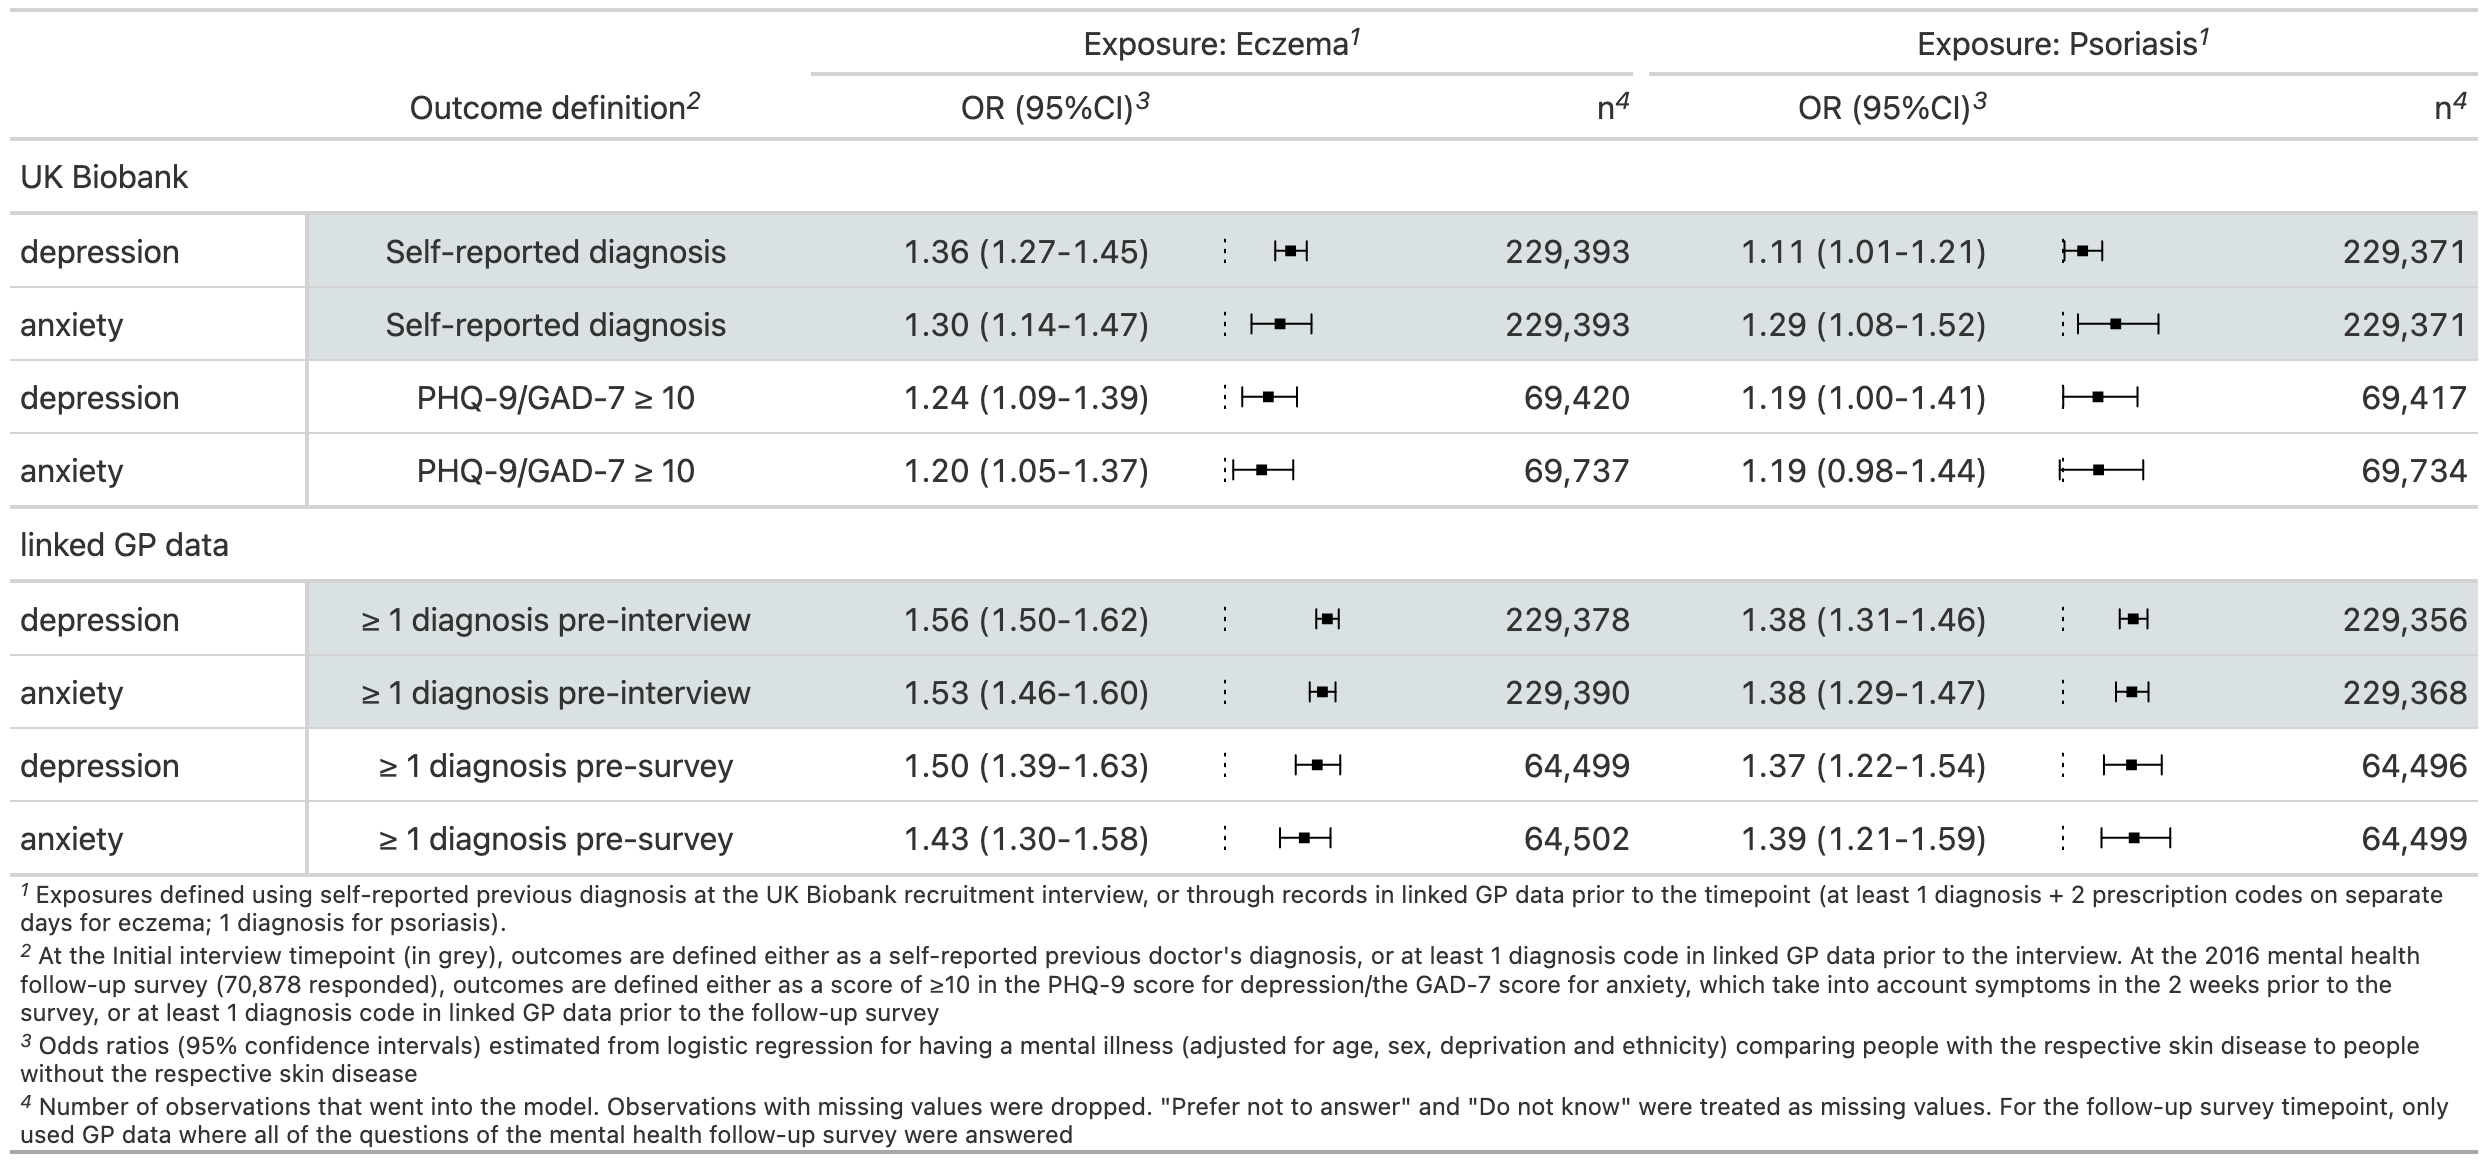 Exposure: Eczema1 Exposure: Psoriasis1
Outcome definition2 OR (95%CI)3 n4 OR (95%CI)3 n4
UK Biobank
depression Self-reported diagnosis 1.36 (1.27-1.45) 229,393 1.11 (1.01-1.21) 229,371
anxiety Self-reported diagnosis 1.30 (1.14-1.47) 229,393 1.29 (1.08-1.52) 229,371
depression PHQ-9/GAD-7 ≥ 10 1.24 (1.09-1.39) 69,420 1.19 (1.00-1.41) 69,417
anxiety PHQ-9/GAD-7 ≥ 10 1.20 (1.05-1.37) 69,737 1.19 (0.98-1.44) 69,734
linked GP data
depression ≥ 1 diagnosis pre-interview 1.56 (1.50-1.62) 229,378 1.38 (1.31-1.46) 229,356
anxiety ≥ 1 diagnosis pre-interview 1.53 (1.46-1.60) 229,390 1.38 (1.29-1.47) 229,368
depression ≥ 1 diagnosis pre-survey 1.50 (1.39-1.63) 64,499 1.37 (1.22-1.54) 64,496
anxiety ≥ 1 diagnosis pre-survey 1.43 (1.30-1.58) 64,502 1.39 (1.21-1.59) 64,499
1 Exposures defined using self-reported previous diagnosis at the UK Biobank recruitment interview, or through records in linked GP data prior to the timepoint (at least 1 diagnosis + 2 prescription codes on separate
days for eczema; 1 diagnosis for psoriasis).
2 At the Initial interview timepoint (in grey), outcomes are defined either as a self-reported previous doctor's diagnosis, or at least 1 diagnosis code in linked GP data prior to the interview. At the 2016 mental health
follow-up survey (70,878 responded), outcomes are defined either as a score of ≥10 in the PHQ-9 score for depression/the GAD-7 score for anxiety, which take into account symptoms in the 2 weeks prior to the
survey, or at least 1 diagnosis code in linked GP data prior to the follow-up survey
3 Odds ratios (95% confidence intervals) estimated from logistic regression for having a mental illness (adjusted for age, sex, deprivation and ethnicity) comparing people with the respective skin disease to people
without the respective skin disease
4 Number of observations that went into the model. Observations with missing values were dropped. "Prefer not to answer" and "Do not know" were treated as missing values. For the follow-up survey timepoint, only
used GP data where all of the questions of the mental health follow-up survey were answered